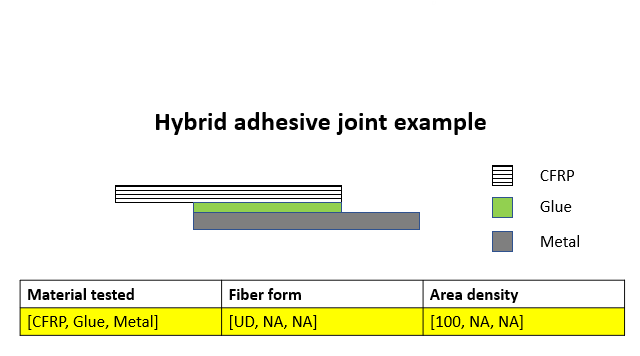 Hybrid adhesive joint example
CFRP
Glue
Metal
Material tested Fiber form Area density
[CFRP, Glue, Metal] [UD, NA, NA] [100, NA, NA]